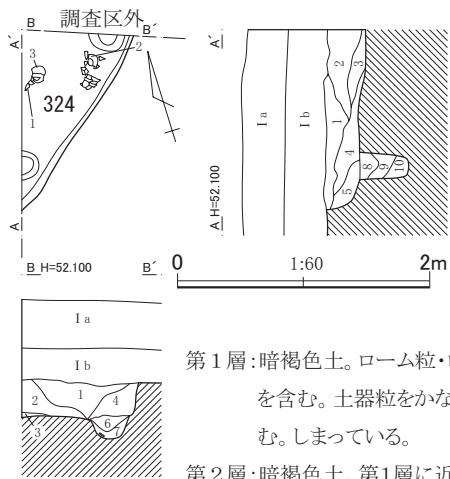 B 調査区外 B´
A´
3
2
324
1
A
A´
2
3
Ⅰa
Ⅰb
1
4
8
9
10
5
A H=52.100
B H=52.100 B´
0 1:60 2m
Ⅰa
Ⅰb
1
2
4
6
7
3
第1層:暗褐色土。ローム粒・
を含む。土器粒をかな
む。しまっている。
第2層:暗褐色土。第1層に近